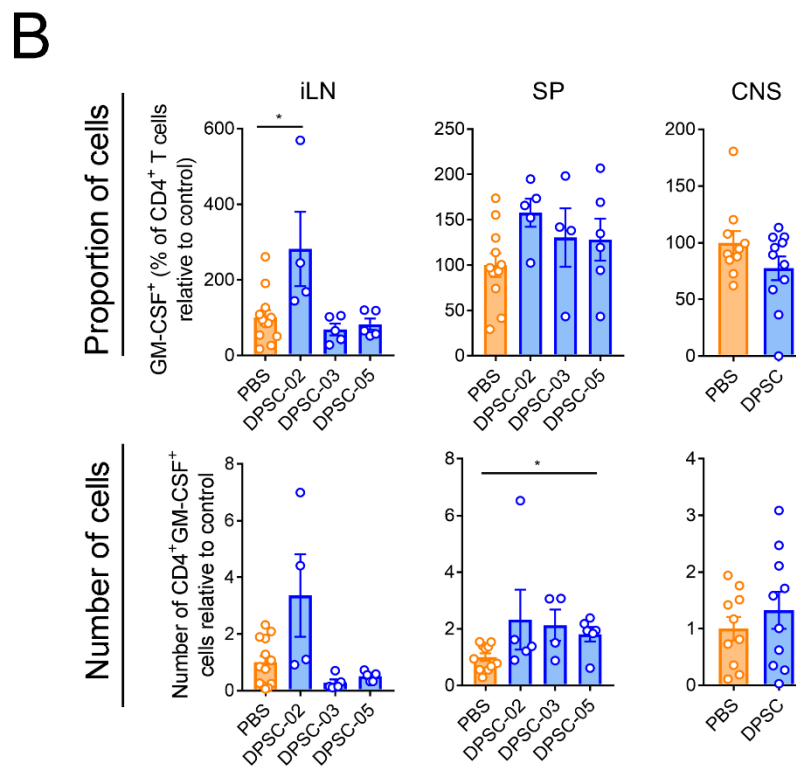 B
iLN
SP
CNS
Proportion of cells
GM-CSF⁺ (% of CD4⁺ T cells
relative to control)
600
400
200
0
*
PBS
DPSC-02
DPSC-03
DPSC-05
250
200
150
100
50
0
PBS
DPSC-02
DPSC-03
DPSC-05
200
150
100
50
0
PBS
DPSC
Number of cells
Number of CD4⁺GM-CSF⁺
cells relative to control
8
6
4
2
0
PBS
DPSC-02
DPSC-03
DPSC-05
8
6
4
2
0
*
PBS
DPSC-02
DPSC-03
DPSC-05
4
3
2
1
0
PBS
DPSC